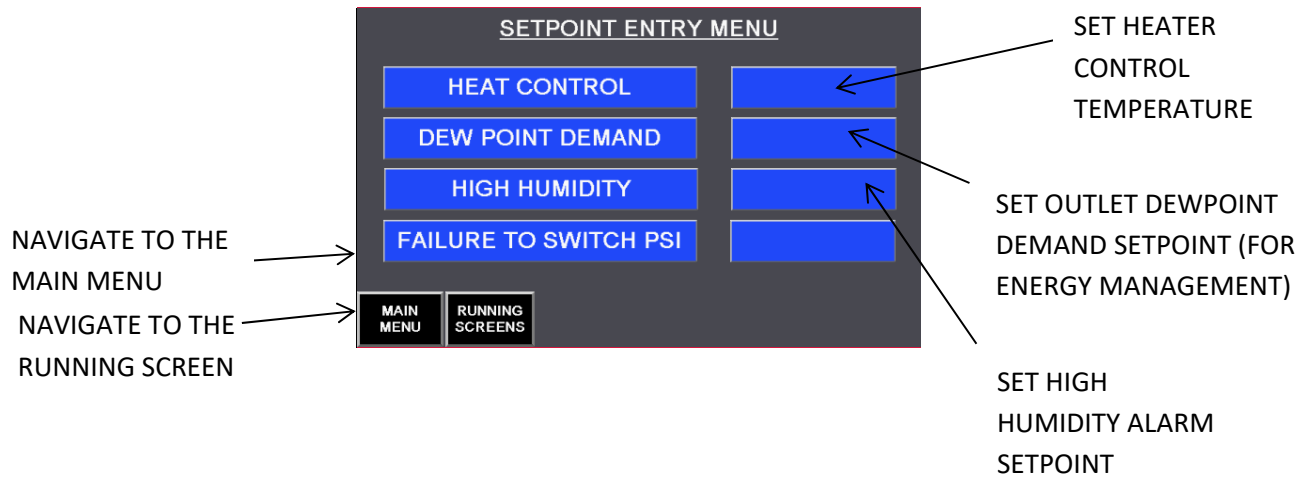 SETPOINT ENTRY MENU
HEAT CONTROL
DEW POINT DEMAND
HIGH HUMIDITY
FAILURE TO SWITCH PSI
MAIN
MENU
RUNNING
SCREENS
NAVIGATE TO THE
MAIN MENU
NAVIGATE TO THE
RUNNING SCREEN
SET HEATER
CONTROL
TEMPERATURE
SET OUTLET DEWPOINT
DEMAND SETPOINT (FOR
ENERGY MANAGEMENT)
SET HIGH
HUMIDITY ALARM
SETPOINT